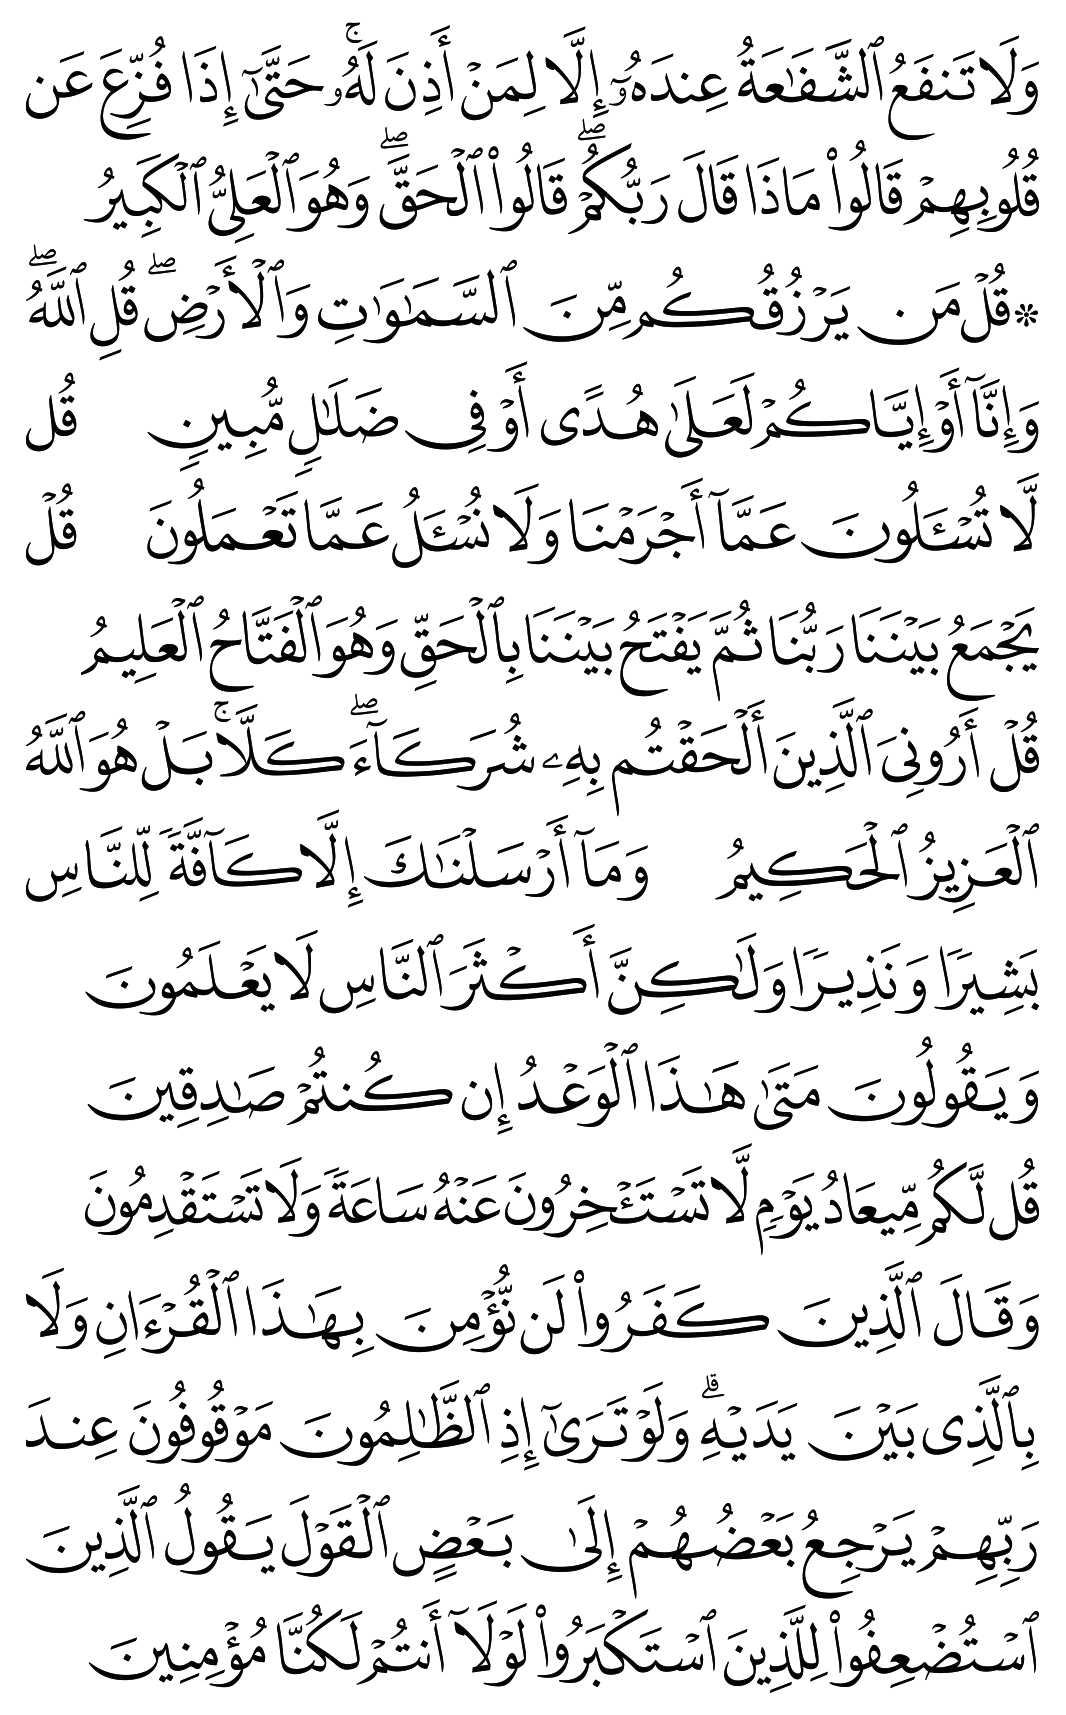 وَلَا تَنفَعُ ٱلشَّفَـٰعَةُ عِندَهُۥٓ إِلَّا لِمَنْ أَذِنَ لَهُۥۚ حَتَّىٰٓ إِذَا فُزِّعَ عَن
قُلُوبِهِمْ قَالُوا۟ مَاذَا قَالَ رَبُّكُمْۖ قَالُوا۟ ٱلْحَقَّۖ وَهُوَ ٱلْعَلِىُّ ٱلْكَبِيرُ
* قُلْ مَن يَرْزُقُكُم مِّنَ ٱلسَّمَـٰوَٰتِ وَٱلْأَرْضِۖ قُلِ ٱللَّهُۖ
وَإِنَّآ أَوْ إِيَّاكُمْ لَعَلَىٰ هُدًى أَوْ فِى ضَلَـٰلٍ مُّبِينٍ قُل
لَّا تُسْـَٔلُونَ عَمَّآ أَجْرَمْنَا وَلَا نُسْـَٔلُ عَمَّا تَعْمَلُونَ قُلْ
يَجْمَعُ بَيْنَنَا رَبُّنَا ثُمَّ يَفْتَحُ بَيْنَنَا بِٱلْحَقِّ وَهُوَ ٱلْفَتَّاحُ ٱلْعَلِيمُ
قُلْ أَرُونِىَ ٱلَّذِينَ أَلْحَقْتُم بِهِۦ شُرَكَآءَۖ كَلَّاۚ بَلْ هُوَ ٱللَّهُ
ٱلْعَزِيزُ ٱلْحَكِيمُ وَمَآ أَرْسَلْنَـٰكَ إِلَّا كَآفَّةً لِّلنَّاسِ
بَشِيرًا وَنَذِيرًا وَلَـٰكِنَّ أَكْثَرَ ٱلنَّاسِ لَا يَعْلَمُونَ
وَيَقُولُونَ مَتَىٰ هَـٰذَا ٱلْوَعْدُ إِن كُنتُمْ صَـٰدِقِينَ
قُل لَّكُم مِّيعَادُ يَوْمٍ لَّا تَسْتَـْٔخِرُونَ عَنْهُ سَاعَةً وَلَا تَسْتَقْدِمُونَ
وَقَالَ ٱلَّذِينَ كَفَرُوا۟ لَن نُّؤْمِنَ بِهَـٰذَا ٱلْقُرْءَانِ وَلَا
بِٱلَّذِى بَيْنَ يَدَيْهِۗ وَلَوْ تَرَىٰٓ إِذِ ٱلظَّـٰلِمُونَ مَوْقُوفُونَ عِندَ
رَبِّهِمْ يَرْجِعُ بَعْضُهُمْ إِلَىٰ بَعْضٍ ٱلْقَوْلَ يَقُولُ ٱلَّذِينَ
ٱسْتُضْعِفُوا۟ لِلَّذِينَ ٱسْتَكْبَرُوا۟ لَوْلَآ أَنتُمْ لَكُنَّا مُؤْمِنِينَ